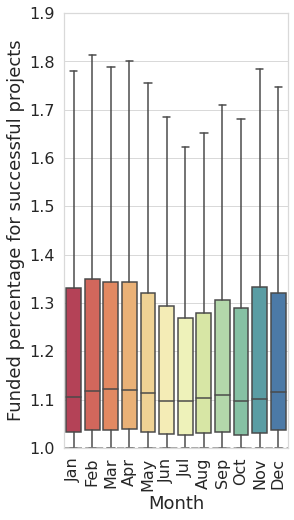 Funded percentage for successful projects
1.9
1.8
1.7
1.6
1.5
1.4
1.3
1.2
1.1
1.0
Jan
Feb
Mar
Apr
May
Jun
Jul
Aug
Sep
Oct
Nov
Dec
Month